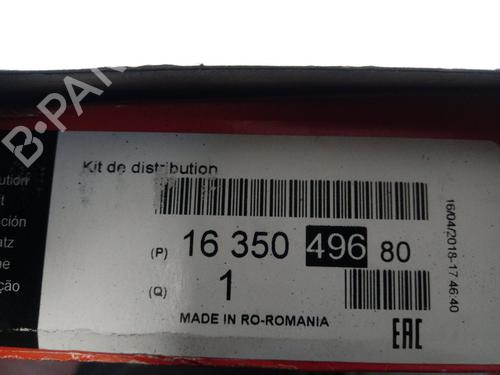 B-PARTS
Kit de distribution
(P) 16 350 496 80
(Q) 1
MADE IN RO-ROMANIA
EAC
16/04/2018-17 46 40